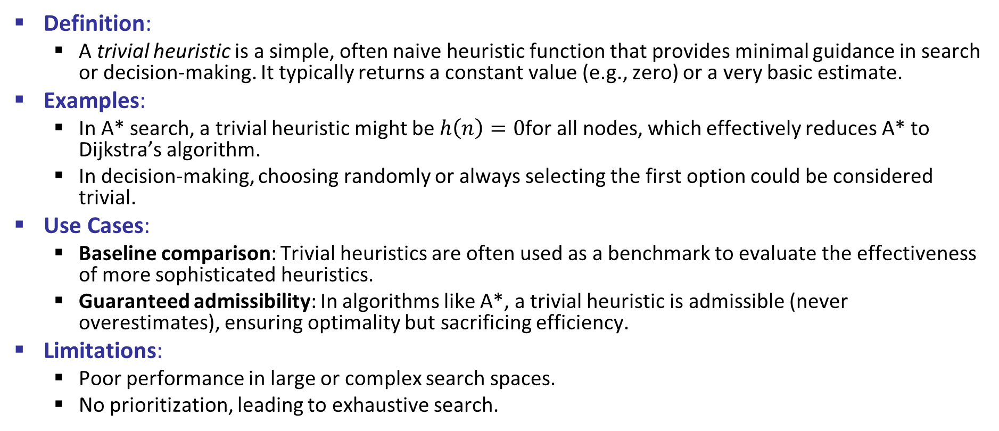 ▪ Definition:
▪ A trivial heuristic is a simple, often naive heuristic function that provides minimal guidance in search
or decision-making. It typically returns a constant value (e.g., zero) or a very basic estimate.
▪ Examples:
▪ In A* search, a trivial heuristic might be h(n) = 0for all nodes, which effectively reduces A* to
Dijkstra’s algorithm.
▪ In decision-making, choosing randomly or always selecting the first option could be considered
trivial.
▪ Use Cases:
▪ Baseline comparison: Trivial heuristics are often used as a benchmark to evaluate the effectiveness
of more sophisticated heuristics.
▪ Guaranteed admissibility: In algorithms like A*, a trivial heuristic is admissible (never
overestimates), ensuring optimality but sacrificing efficiency.
▪ Limitations:
▪ Poor performance in large or complex search spaces.
▪ No prioritization, leading to exhaustive search.